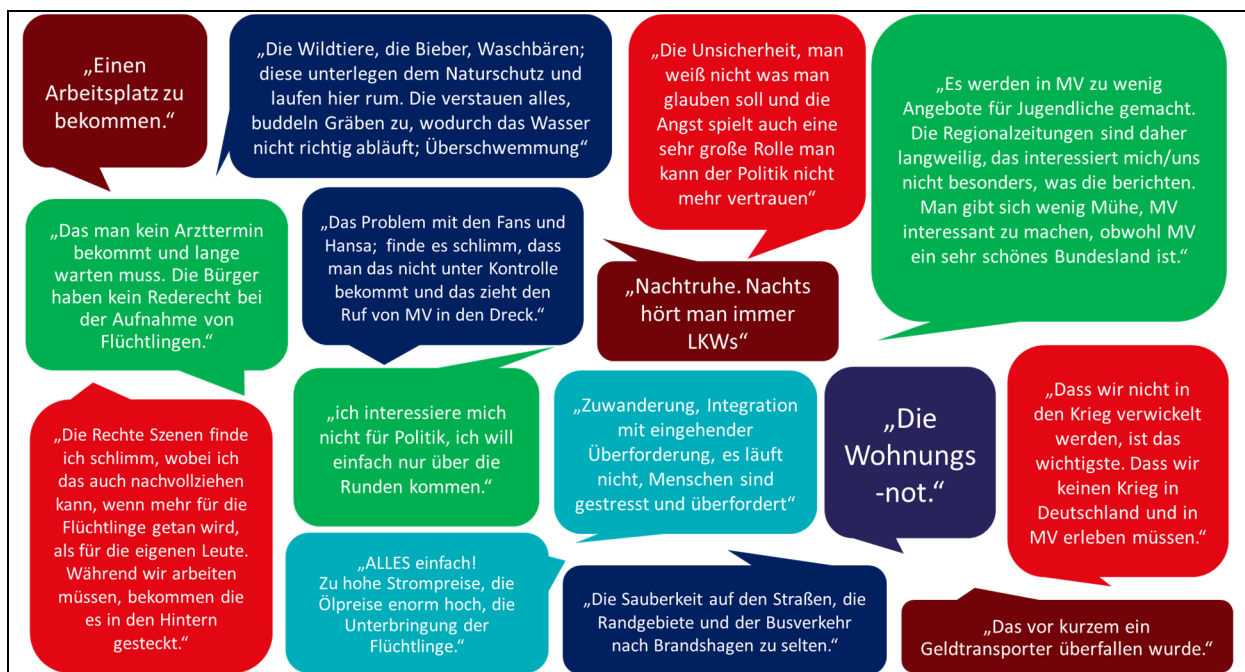 „Einen
Arbeitsplatz zu
bekommen.“
„Die Wildtiere, die Bieber, Waschbären;
diese unterlegen dem Naturschutz und
laufen hier rum. Die verstauen alles,
buddeln Gräben zu, wodurch das Wasser
nicht richtig abläuft; Überschwemmung“
„Die Unsicherheit, man
weiß nicht was man
glauben soll und die
Angst spielt auch eine
sehr große Rolle man
kann der Politik nicht
mehr vertrauen“
„Es werden in MV zu wenig
Angebote für Jugendliche gemacht.
Die Regionalzeitungen sind daher
langweilig, das interessiert mich/uns
nicht besonders, was die berichten.
Man gibt sich wenig Mühe, MV
interessant zu machen, obwohl MV
ein sehr schönes Bundesland ist.“
„Das man kein Arzttermin
bekommt und lange
warten muss. Die Bürger
haben kein Rederecht bei
der Aufnahme von
Flüchtlingen.“
„Das Problem mit den Fans und
Hansa; finde es schlimm, dass
man das nicht unter Kontrolle
bekommt und das zieht den
Ruf von MV in den Dreck.“
„Nachtruhe. Nachts
hört man immer
LKWs“
„Die Rechte Szenen finde
ich schlimm, wobei ich
das auch nachvollziehen
kann, wenn mehr für die
Flüchtlinge getan wird,
als für die eigenen Leute.
Während wir arbeiten
müssen, bekommen die
es in den Hintern
gesteckt.“
„ich interessiere mich
nicht für Politik, ich will
einfach nur über die
Runden kommen.“
„Zuwanderung, Integration
mit eingehender
Überforderung, es läuft
nicht, Menschen sind
gestresst und überfordert“
„Die
Wohnungs
-not.“
„Dass wir nicht in
den Krieg verwickelt
werden, ist das
wichtigste. Dass wir
keinen Krieg in
Deutschland und in
MV erleben müssen.“
„ALLES einfach!
Zu hohe Strompreise, die
Ölpreise enorm hoch, die
Unterbringung der
Flüchtlinge.“
„Die Sauberkeit auf den Straßen, die
Randgebiete und der Busverkehr
nach Brandshagen zu selten.“
„Das vor kurzem ein
Geldtransporter überfallen wurde.“